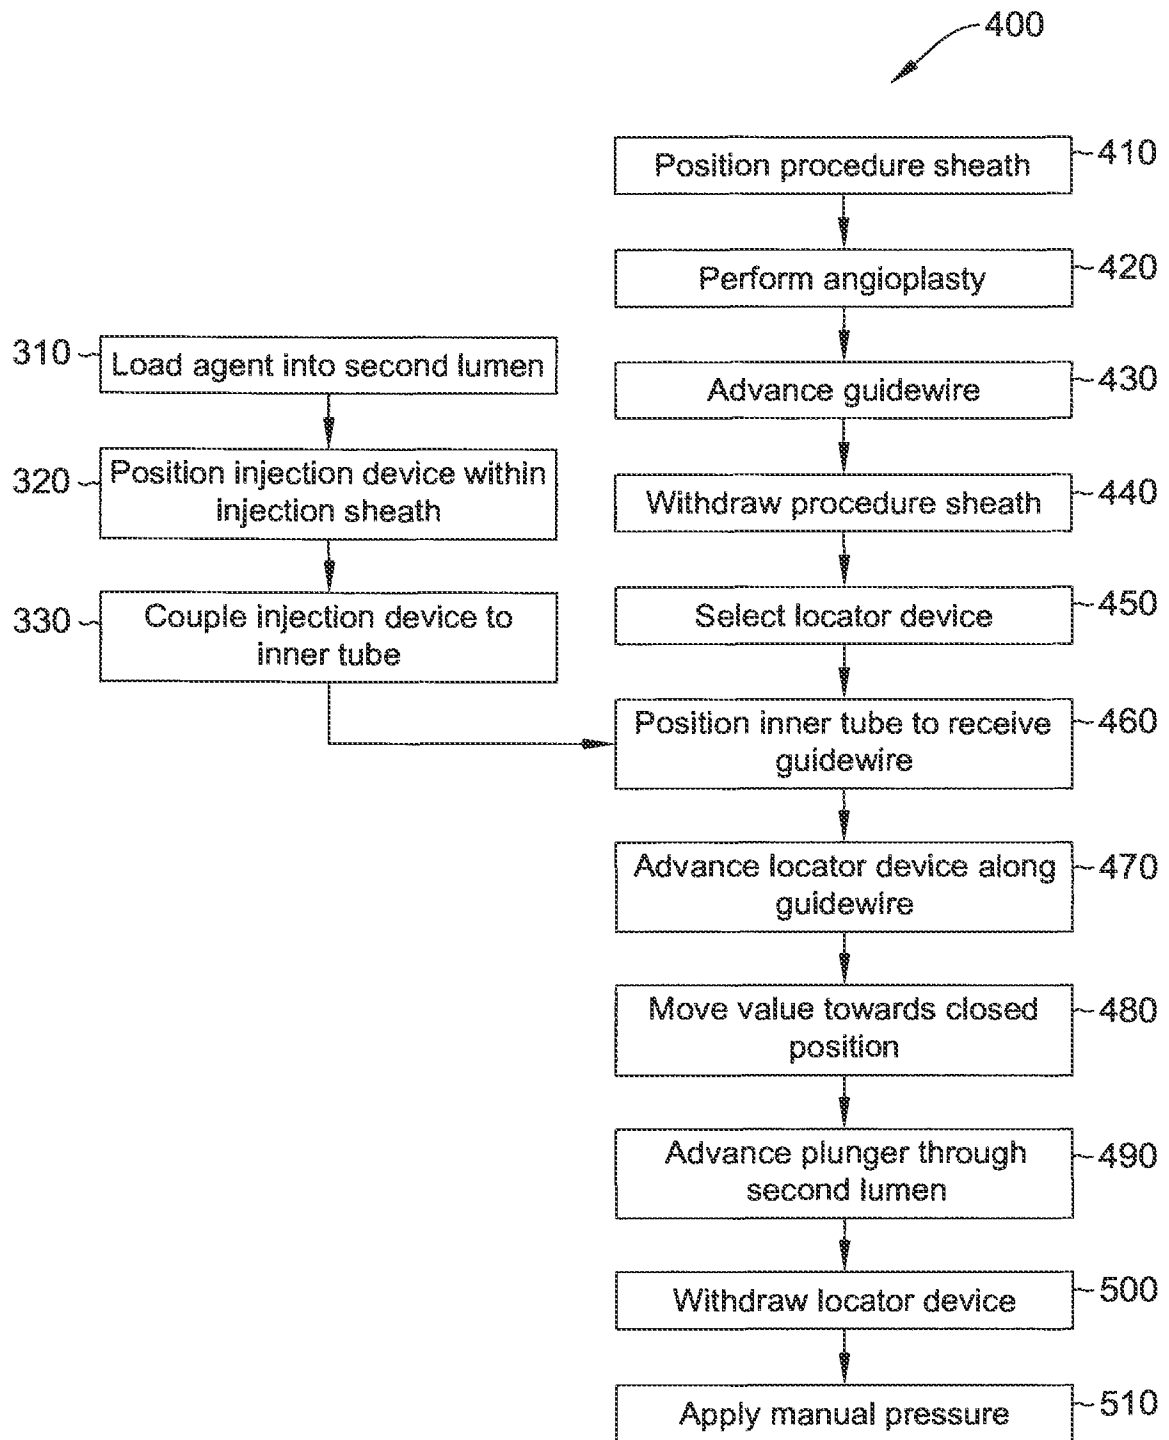 400
Position procedure sheath
410
Perform angioplasty
420
310
Load agent into second lumen
Advance guidewire
430
320
Position injection device within
injection sheath
Withdraw procedure sheath
440
330
Couple injection device to
inner tube
Select locator device
450
Position inner tube to receive
guidewire
460
Advance locator device along
guidewire
470
Move value towards closed
position
480
Advance plunger through
second lumen
490
Withdraw locator device
500
Apply manual pressure
510